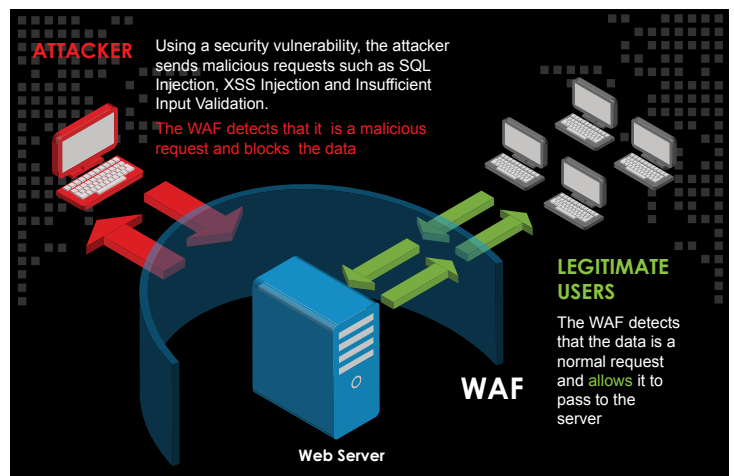 ATTACKER
Using a security vulnerability, the attacker
sends malicious requests such as SQL
Injection, XSS Injection and Insufficient
Input Validation.
The WAF detects that it is a malicious
request and blocks the data
LEGITIMATE
USERS
The WAF detects
that the data is a
normal request
and allows it to
pass to the
server
WAF
Web Server